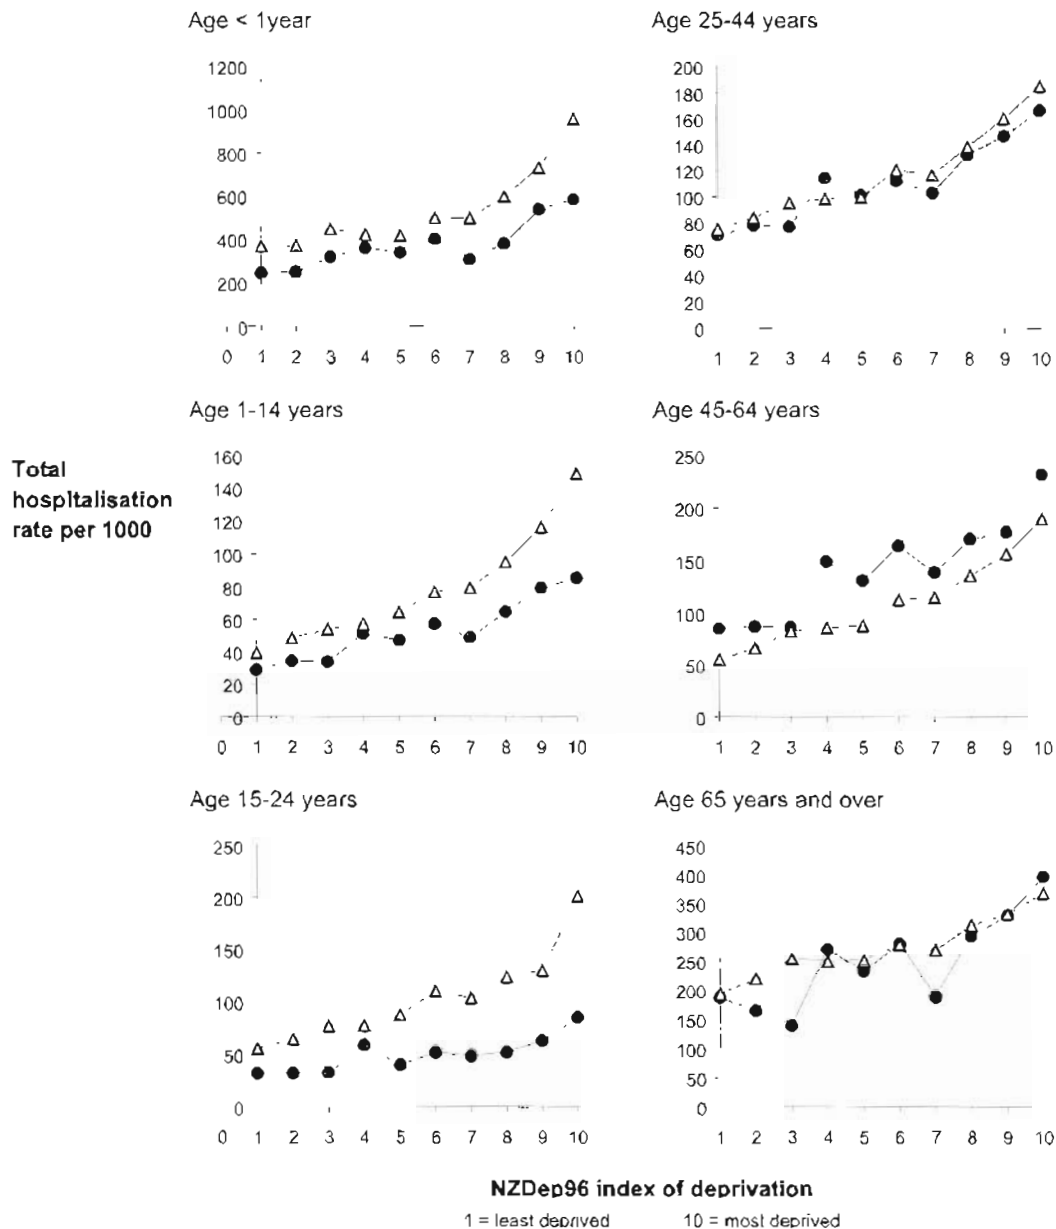 Age < 1year
1200
1000
800
600
400
200
0
0 1 2 3 4 5 6 7 8 9 10
Age 25-44 years
200
180
160
140
120
100
80
60
40
20
0
1 2 3 4 5 6 7 8 9 10
Total
hospitalisation
rate per 1000
Age 1-14 years
160
140
120
100
80
60
40
20
0
0 1 2 3 4 5 6 7 8 9 10
Age 45-64 years
250
200
150
100
50
0
1 2 3 4 5 6 7 8 9 10
Age 15-24 years
250
200
150
100
50
0
0 1 2 3 4 5 6 7 8 9 10
Age 65 years and over
450
400
350
300
250
200
150
100
50
0
1 2 3 4 5 6 7 8 9 10
NZDep96 index of deprivation
1 = least deprived 10 = most deprived